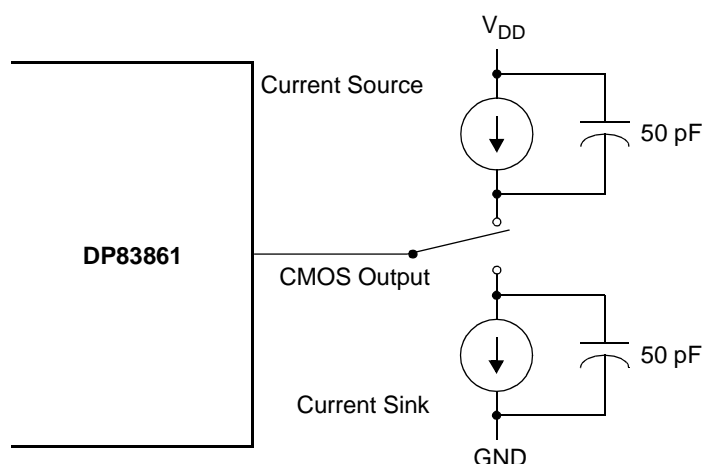 V_DD
Current Source
50 pF
DP83861
CMOS Output
50 pF
Current Sink
GND